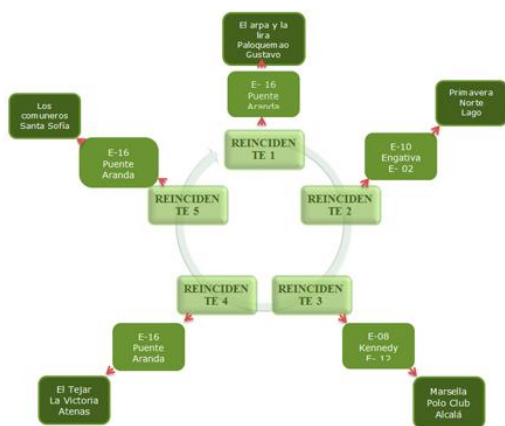 El arpa y la
lira
Paloquemao
Gustavo
E- 16
Puente
Aranda
REINCIDEN
TE 1
Primavera
Norte
Lago
E-10
Engativa
E- 02
REINCIDEN
TE 2
REINCIDEN
TE 3
E-08
Kennedy
E- 12
Marsella
Polo Club
Alcalá
REINCIDEN
TE 4
E-16
Puente
Aranda
El Tejar
La Victoria
Atenas
REINCIDEN
TE 5
E-16
Puente
Aranda
Los
comuneros
Santa Sofía